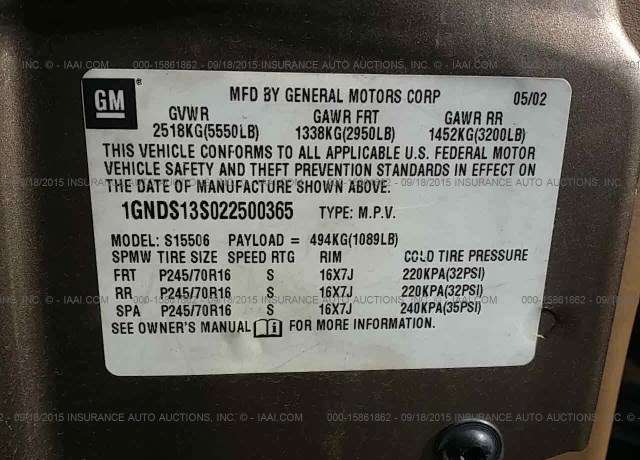 GM
MFD BY GENERAL MOTORS CORP 05/02
GVWR GAWR FRT GAWR RR
2518KG(5550LB) 1338KG(2950LB) 1452KG(3200LB)
THIS VEHICLE CONFORMS TO ALL APPLICABLE U.S. FEDERAL MOTOR
VEHICLE SAFETY AND THEFT PREVENTION STANDARDS IN EFFECT ON
THE DATE OF MANUFACTURE SHOWN ABOVE.
1GNDS13S022500365 TYPE: M.P.V.
MODEL: S15506 PAYLOAD = 494KG(1089LB)
SPMW TIRE SIZE SPEED RTG RIM COLD TIRE PRESSURE
FRT P245/70R16 S 16X7J 220KPA(32PSI)
RR P245/70R16 S 16X7J 220KPA(32PSI)
SPA P245/70R16 S 16X7J 240KPA(35PSI)
SEE OWNER'S MANUAL FOR MORE INFORMATION.
000-15861862 - 09/18/2015 INSURANCE AUTO AUCTIONS, INC. © - IAAI.COM